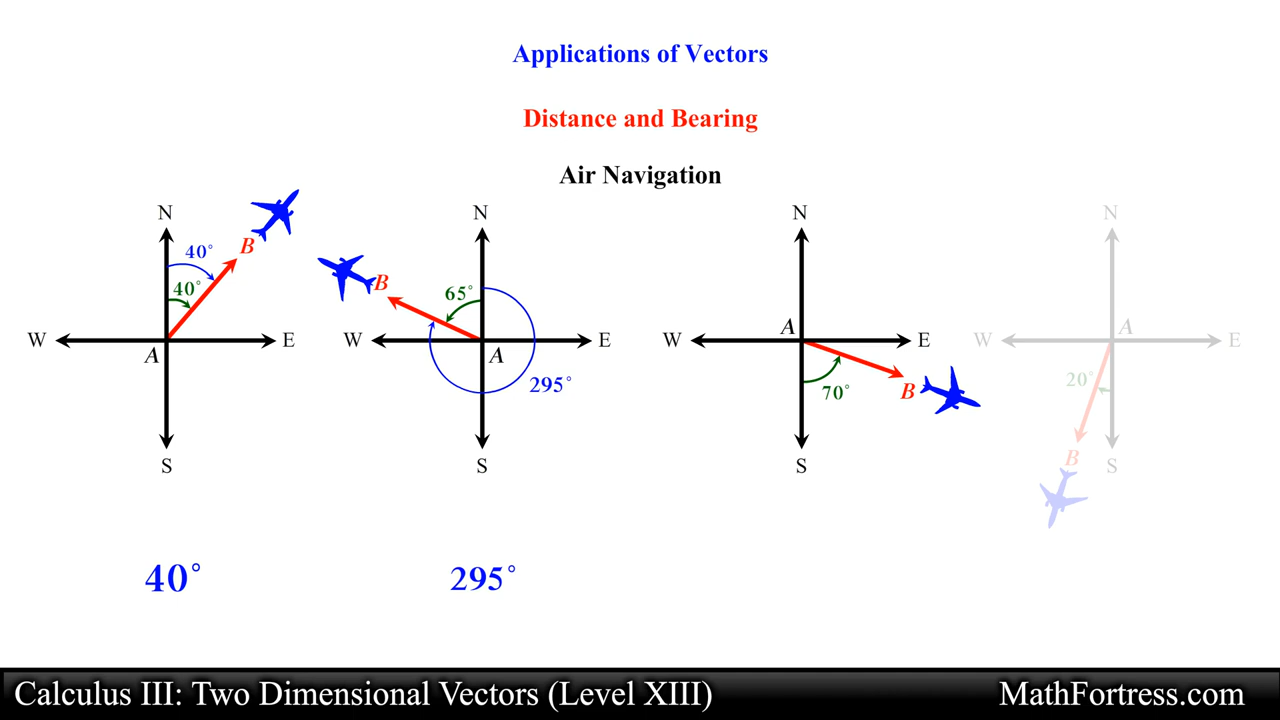 Applications of Vectors
Distance and Bearing
Air Navigation
N
40°
40°
B
W
E
A
S
N
65°
B
W
E
A
295°
S
N
A
W
E
70°
B
S
N
A
W
E
20°
B
S
40°
295°
Calculus III: Two Dimensional Vectors (Level XIII)
MathFortress.com